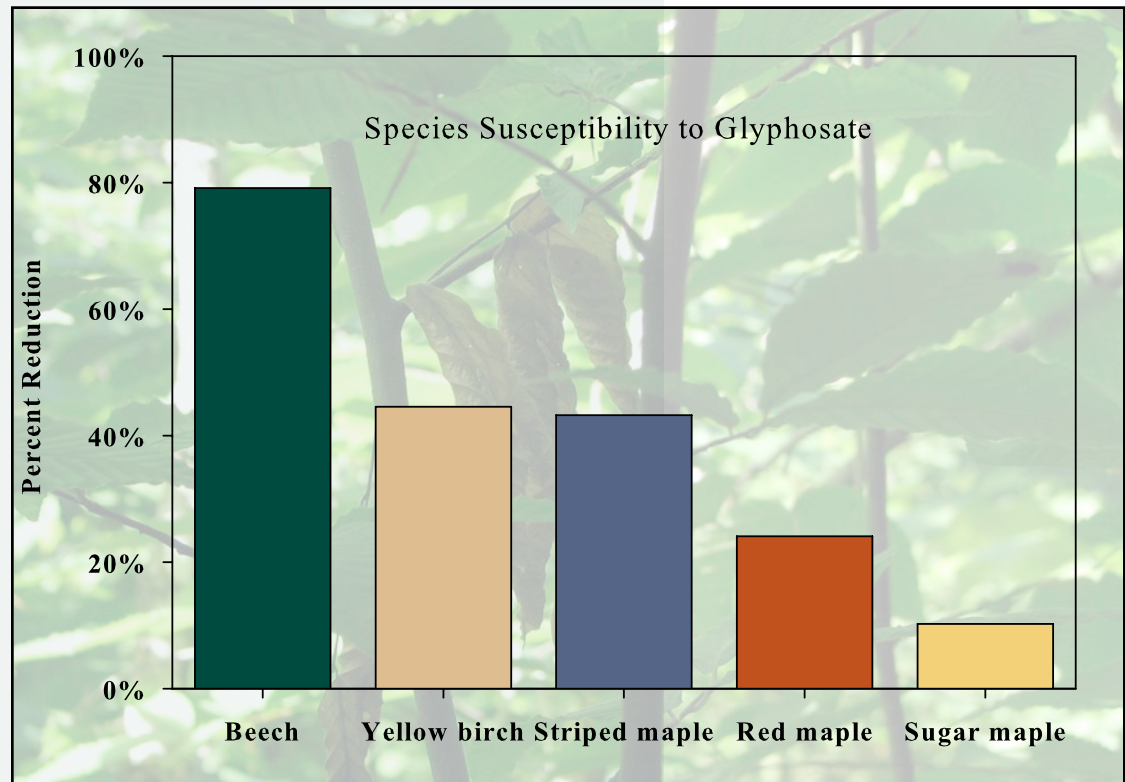 Species Susceptibility to Glyphosate
Percent Reduction
100%
80%
60%
40%
20%
0%
Beech Yellow birch Striped maple Red maple Sugar maple